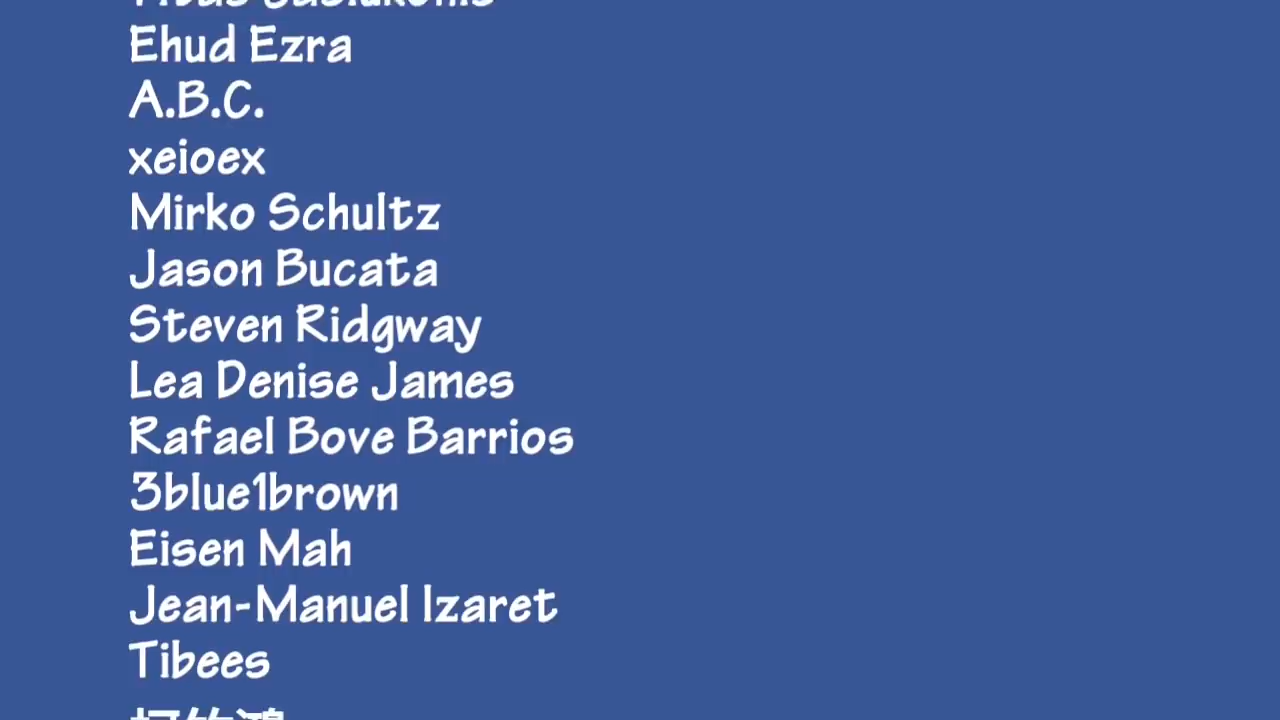 Ehud Ezra
A.B.C.
xeioex
Mirko Schultz
Jason Bucata
Steven Ridgway
Lea Denise James
Rafael Bove Barrios
3blue1brown
Eisen Mah
Jean-Manuel Izaret
Tibees